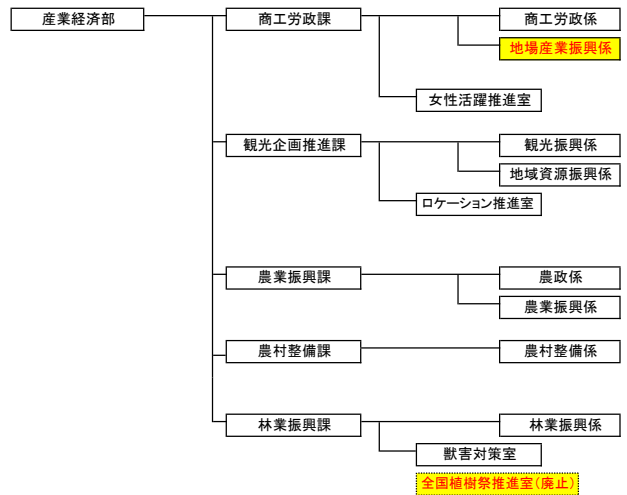 産業経済部
商工労政課
商工労政係
地場産業振興係
女性活躍推進室
観光企画推進課
観光振興係
地域資源振興係
ロケーション推進室
農業振興課
農政係
農業振興係
農村整備課
農村整備係
林業振興課
林業振興係
獣害対策室
全国植樹祭推進室(廃止)